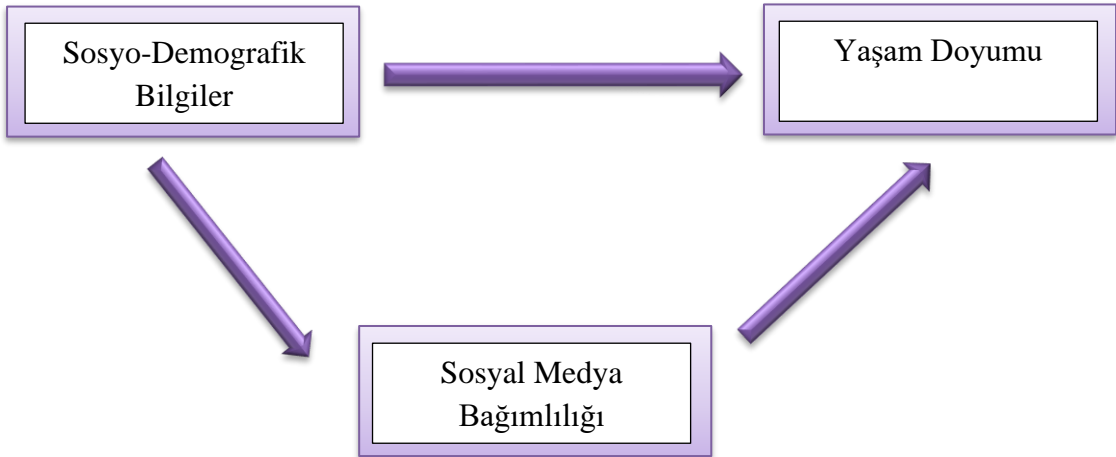 Sosyo-Demografik
Bilgiler
Yaşam Doyumu
Sosyal Medya
Bağımlılığı